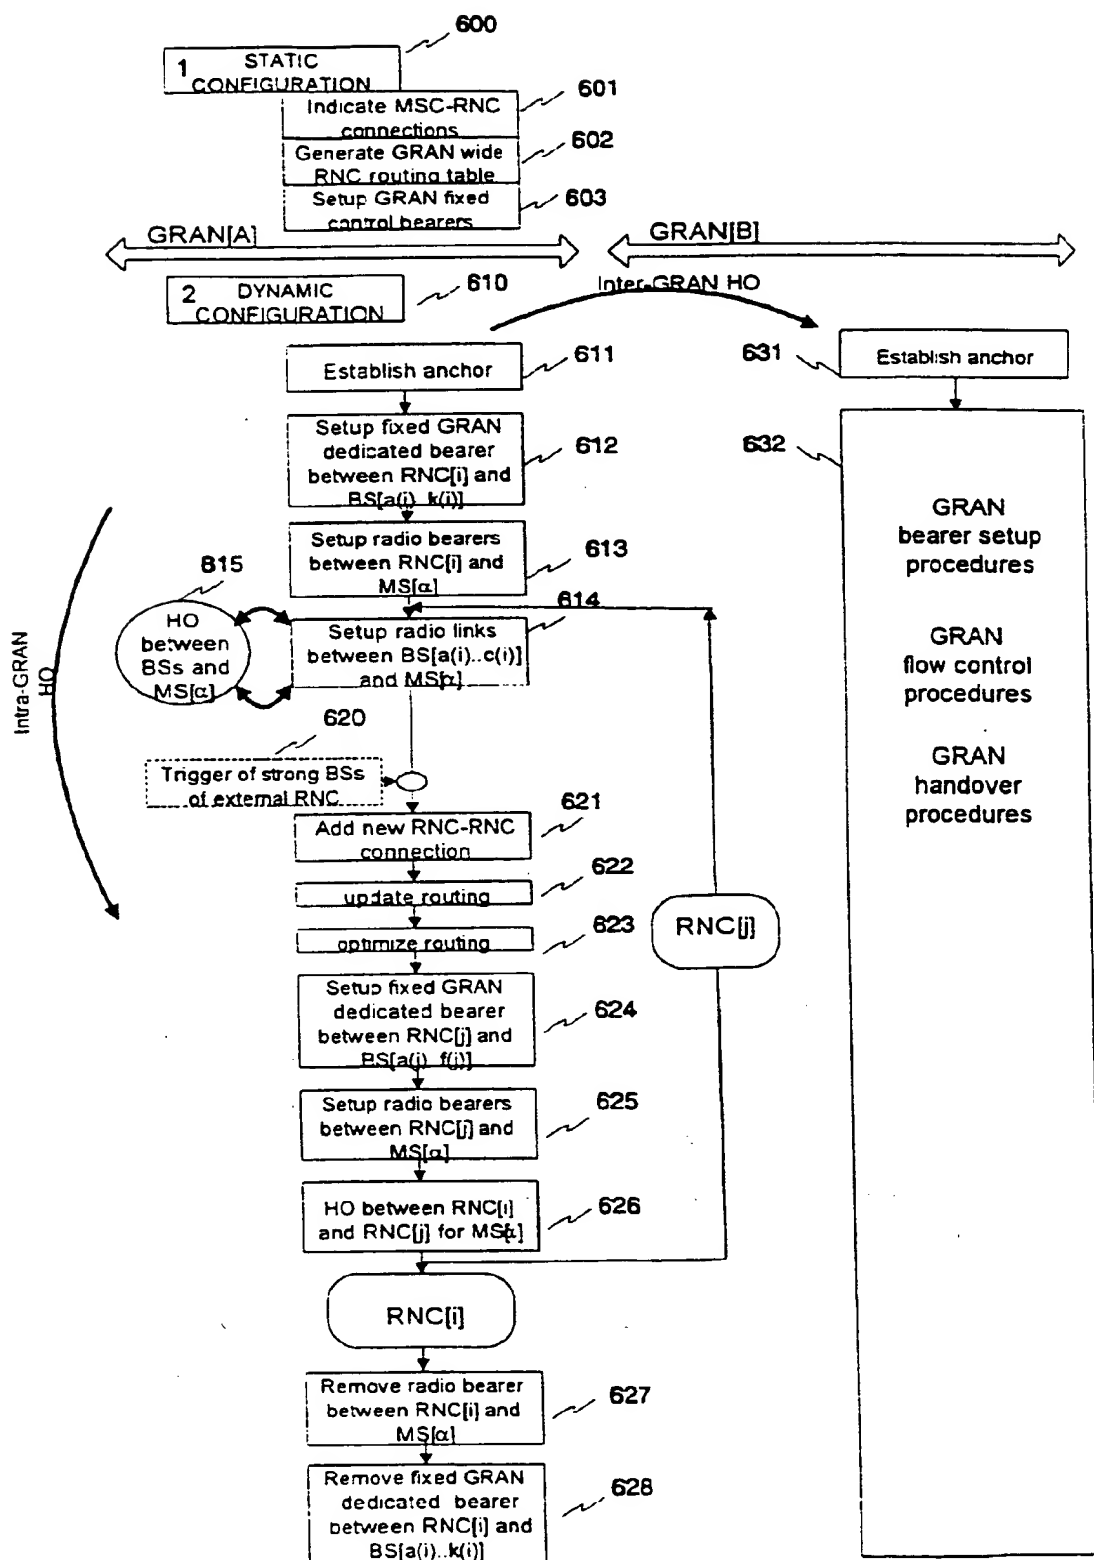 600
1 STATIC
CONFIGURATION
601
Indicate MSC-RNC
connections
602
Generate GRAN wide
RNC routing table
603
Setup GRAN fixed
control bearers
GRAN[A]
GRAN[B]
2 DYNAMIC
CONFIGURATION
610
Inter-GRAN HO
611
Establish anchor
631
Establish anchor
612
Setup fixed GRAN
dedicated bearer
between RNC[i] and
BS[a(i)..k(i)]
632
GRAN
bearer setup
procedures
GRAN
flow control
procedures
GRAN
handover
procedures
613
Setup radio bearers
between RNC[i] and
MS[α]
614
Setup radio links
between BS[a(i)..c(i)]
and MS[α]
815
HO
between
BSs and
MS[α]
Intra-GRAN
HO
620
Trigger of strong BSs
of external RNC
621
Add new RNC-RNC
connection
622
update routing
623
optimize routing
RNC[j]
624
Setup fixed GRAN
dedicated bearer
between RNC[j] and
BS[a(j)..f(j)]
625
Setup radio bearers
between RNC[j] and
MS[α]
626
HO between RNC[i]
and RNC[j] for MS[α]
RNC[i]
627
Remove radio bearer
between RNC[i] and
MS[α]
628
Remove fixed GRAN
dedicated bearer
between RNC[i] and
BS[a(i)..k(i)]